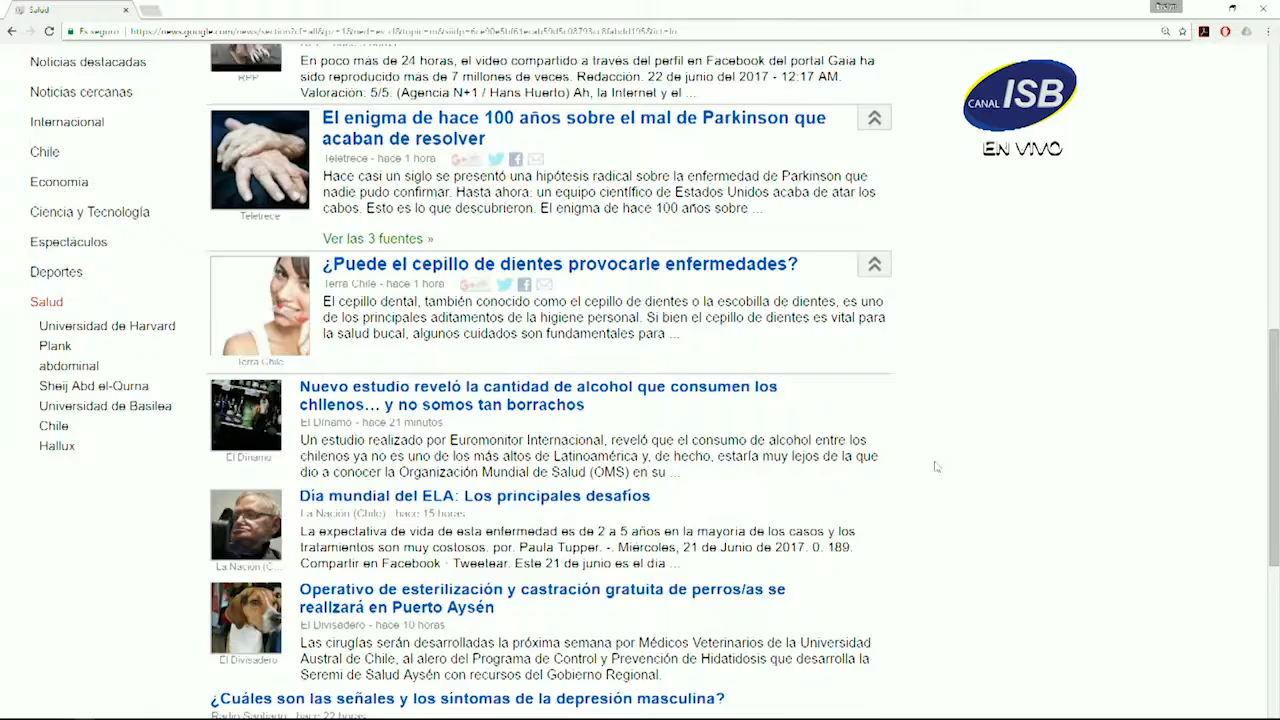 Salud
Es seguro
Noticias destacadas
Noticias cercanas
Internacional
Chile
Economía
Ciencia y Tecnología
Espectáculos
Deportes
Salud
Universidad de Harvard
Plank
abdominal
Sheij Abd el-Qurna
Universidad de Basilea
Chile
Hallux
RPP
En poco más de 24 horas, el video compartido a través del perfil en Facebook del portal Gaia ha
sido reproducido más de 7 millones de veces. Redacción. 22 de junio del 2017 - 12:17 AM.
Valoración: 5/5. (Agencia N+1 / Hans Huerto) Ah, la Internet y el ...
El enigma de hace 100 años sobre el mal de Parkinson que
acaban de resolver
Teletrece - hace 1 hora
Hace casi un siglo se presentó una hipótesis radical sobre la enfermedad de Parkinson que
nadie pudo confirmar. Hasta ahora: un equipo científico de Estados Unidos acaba de atar los
cabos. Esto es lo que descubrieron. El enigma de hace 100 años sobre ...
Teletrece
Ver las 3 fuentes »
¿Puede el cepillo de dientes provocarle enfermedades?
Terra Chile - hace 1 hora
El cepillo dental, también conocido como el cepillo de dientes o la escobilla de dientes, es uno
de los principales aditamentos de la higiene personal. Si bien el cepillo de dientes es vital para
la salud bucal, algunos cuidados son fundamentales para ...
Terra Chile
Nuevo estudio reveló la cantidad de alcohol que consumen los
chilenos... y no somos tan borrachos
El Dínamo - hace 21 minutos
Un estudio realizado por Euromonitor Internacional, reveló que el consumo de alcohol entre los
chilenos ya no es uno de los más altos de Latinoamérica y, de hecho, estaría muy lejos de la que
dio a conocer la Organización Mundial de Salud (OMS) en su ...
El Dínamo
Día mundial del ELA: Los principales desafíos
La Nación (Chile) - hace 15 horas
La expectativa de vida de esta enfermedad es de 2 a 5 años en la mayoría de los casos y los
tratamientos son muy costosos. por. Paula Tupper. -. Miércoles, 21 de Junio de 2017. 0. 189.
Compartir en Facebook · Tweetear. Este 21 de junio es el día ...
La Nación (C...
Operativo de esterilización y castración gratuita de perros/as se
realizará en Puerto Aysén
El Divisadero - hace 10 horas
Las cirugías serán desarrolladas la próxima semana por Médicos Veterinarios de la Universidad
Austral de Chile, al alero del Programa de Control y Prevención de Hidatidosis que desarrolla la
Seremi de Salud Aysén con recursos del Gobierno Regional.
El Divisadero
¿Cuáles son las señales y los síntomas de la depresión masculina?
Radio Santiago - hace 22 horas
CANAL ISB
EN VIVO